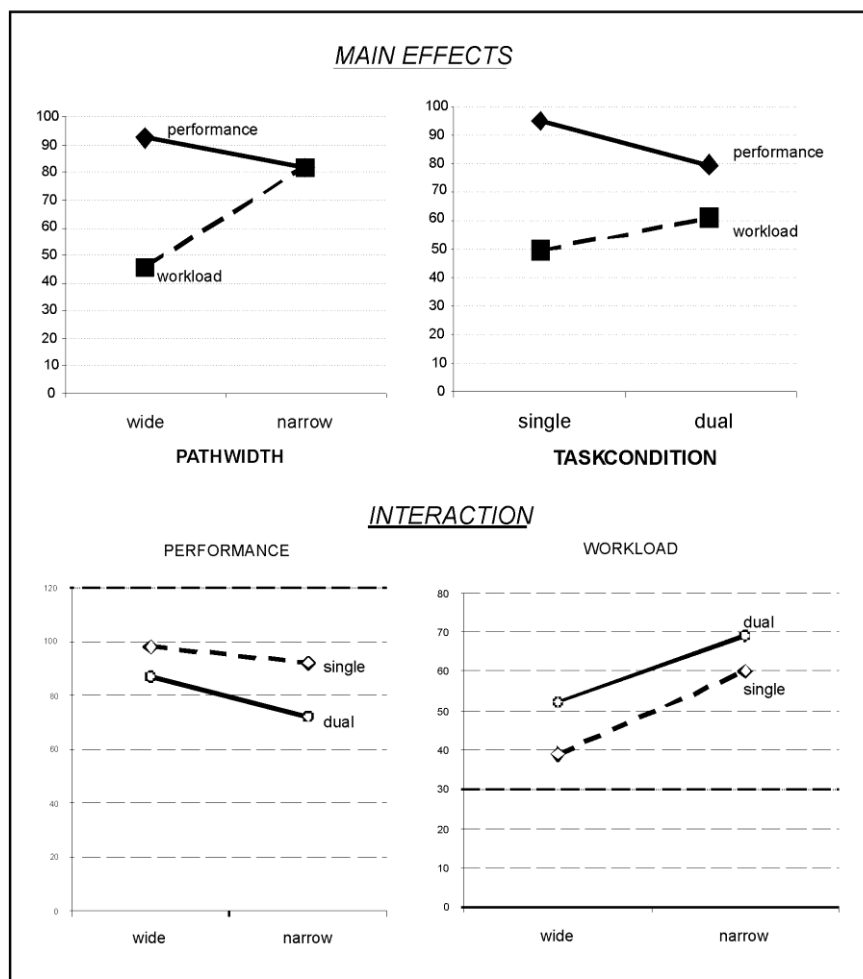 MAIN EFFECTS
100
90
80
70
60
50
40
30
20
10
0
performance
workload
wide narrow
PATHWIDTH
100
90
80
70
60
50
40
30
20
10
0
performance
workload
single dual
TASKCONDITION
INTERACTION
PERFORMANCE
120
100
80
60
40
20
0
single
dual
wide narrow
WORKLOAD
80
70
60
50
40
30
20
10
0
dual
single
wide narrow